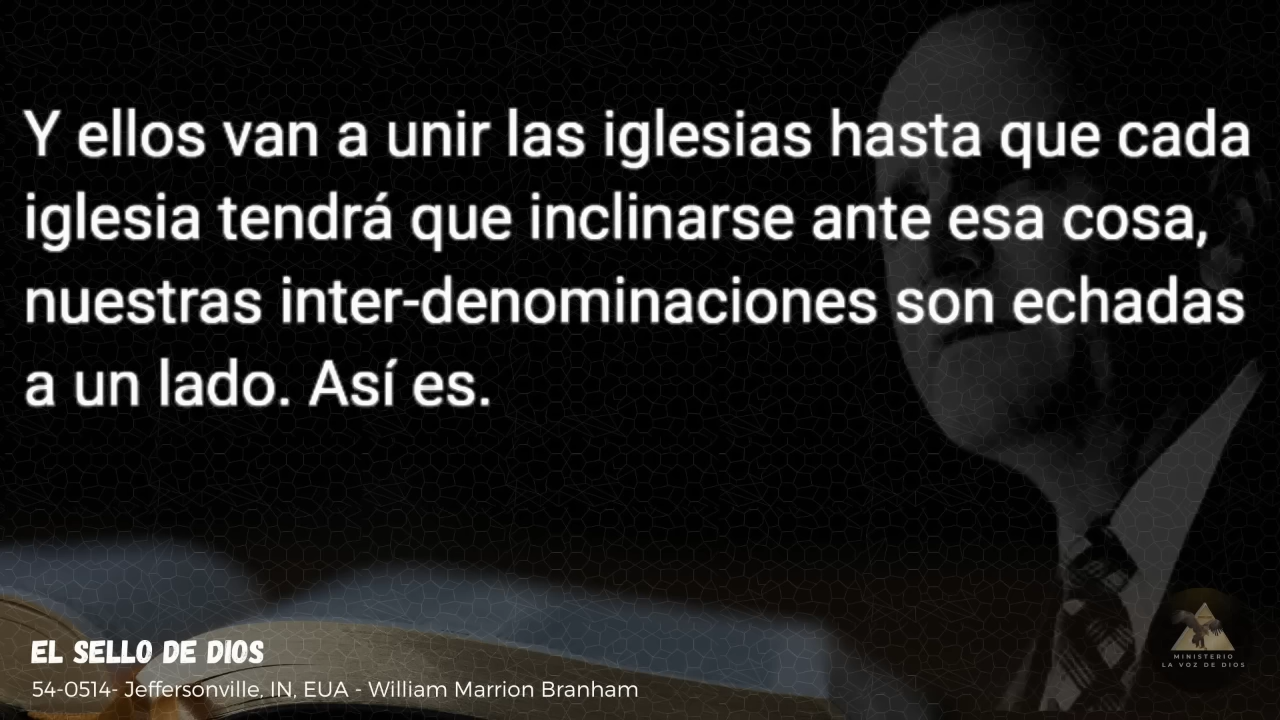 Y ellos van a unir las iglesias hasta que cada
iglesia tendrá que inclinarse ante esa cosa,
nuestras inter-denominaciones son echadas
a un lado. Así es.
EL SELLO DE DIOS
54-0514- Jeffersonville, IN, EUA - William Marrion Branham
MINISTERIO
LA VOZ DE DIOS